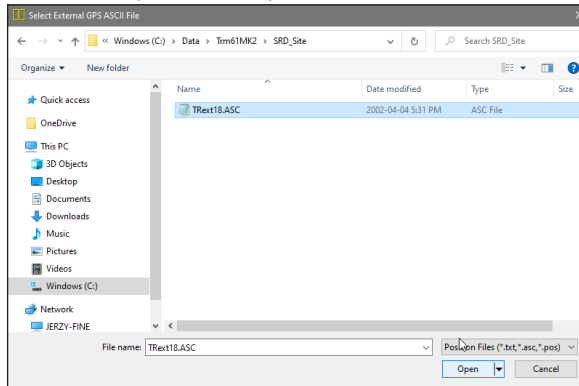 Select External GPS ASCII File
« Windows (C:) › Data › Trm61MK2 › SRD_Site
Search SRD_Site
Organize
New folder
Name
Date modified
Type
Size
Quick access
OneDrive
This PC
3D Objects
Desktop
Documents
Downloads
Music
Pictures
Videos
Windows (C:)
Network
JERZY-FINE
TRext18.ASC
2002-04-04 5:31 PM
ASC File
File name:
TRext18.ASC
Position Files (*.txt,*.asc,*.pos)
Open
Cancel